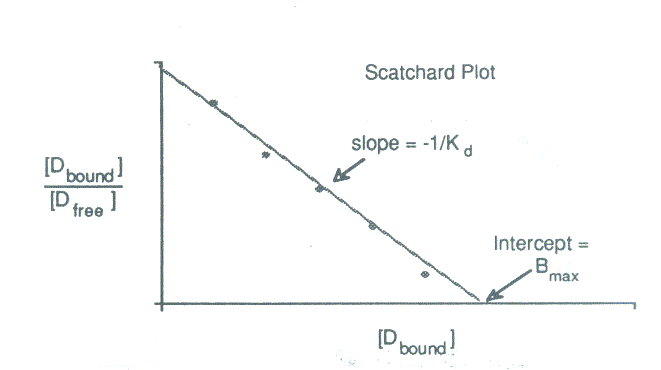 Scatchard Plot
slope = -1/K d
[D bound ]
[D free ]
Intercept =
B max
[D bound ]